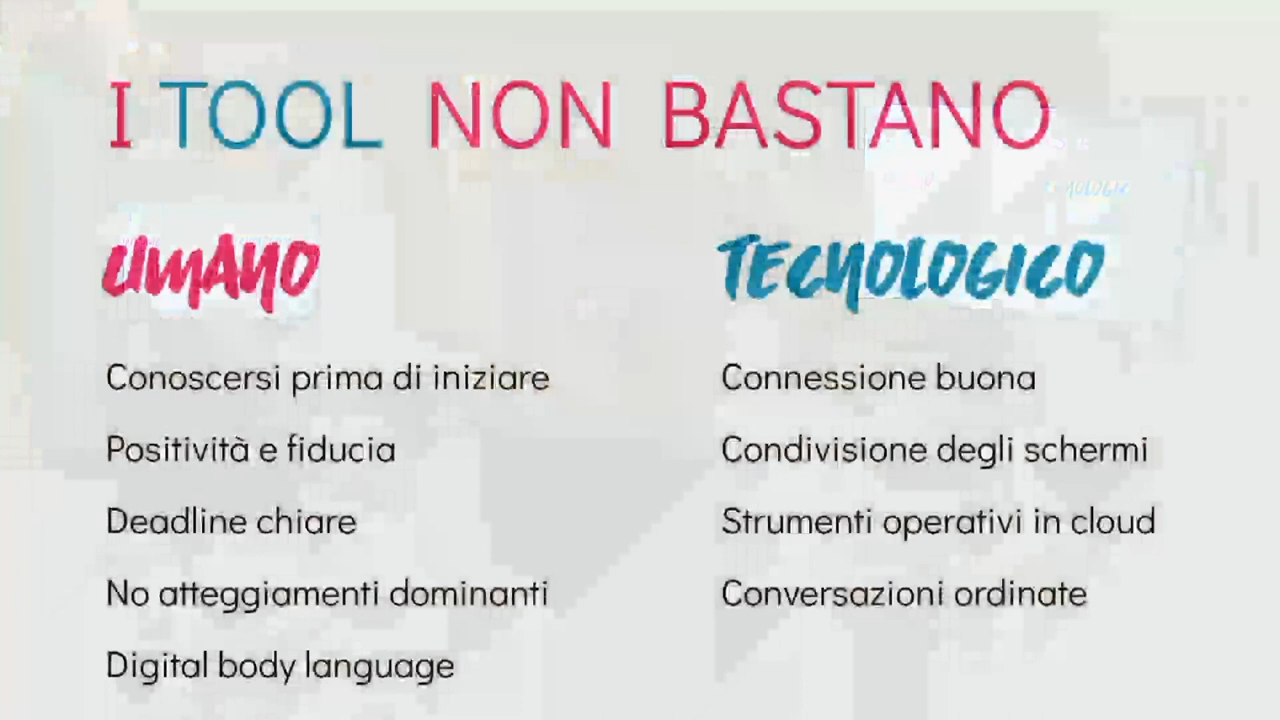 I TOOL NON BASTANO
UMANO
Conoscersi prima di iniziare
Positività e fiducia
Deadline chiare
No atteggiamenti dominanti
Digital body language
TECNOLOGICO
Connessione buona
Condivisione degli schermi
Strumenti operativi in cloud
Conversazioni ordinate